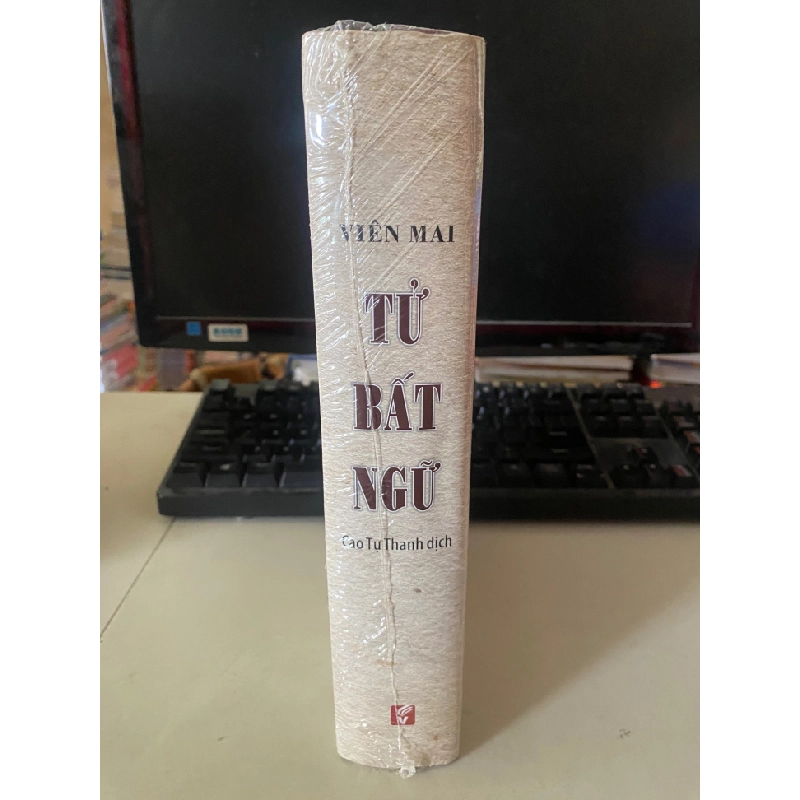 VIÊN MAI
TỬ
BẤT
NGỮ
Cao Tự Thanh dịch